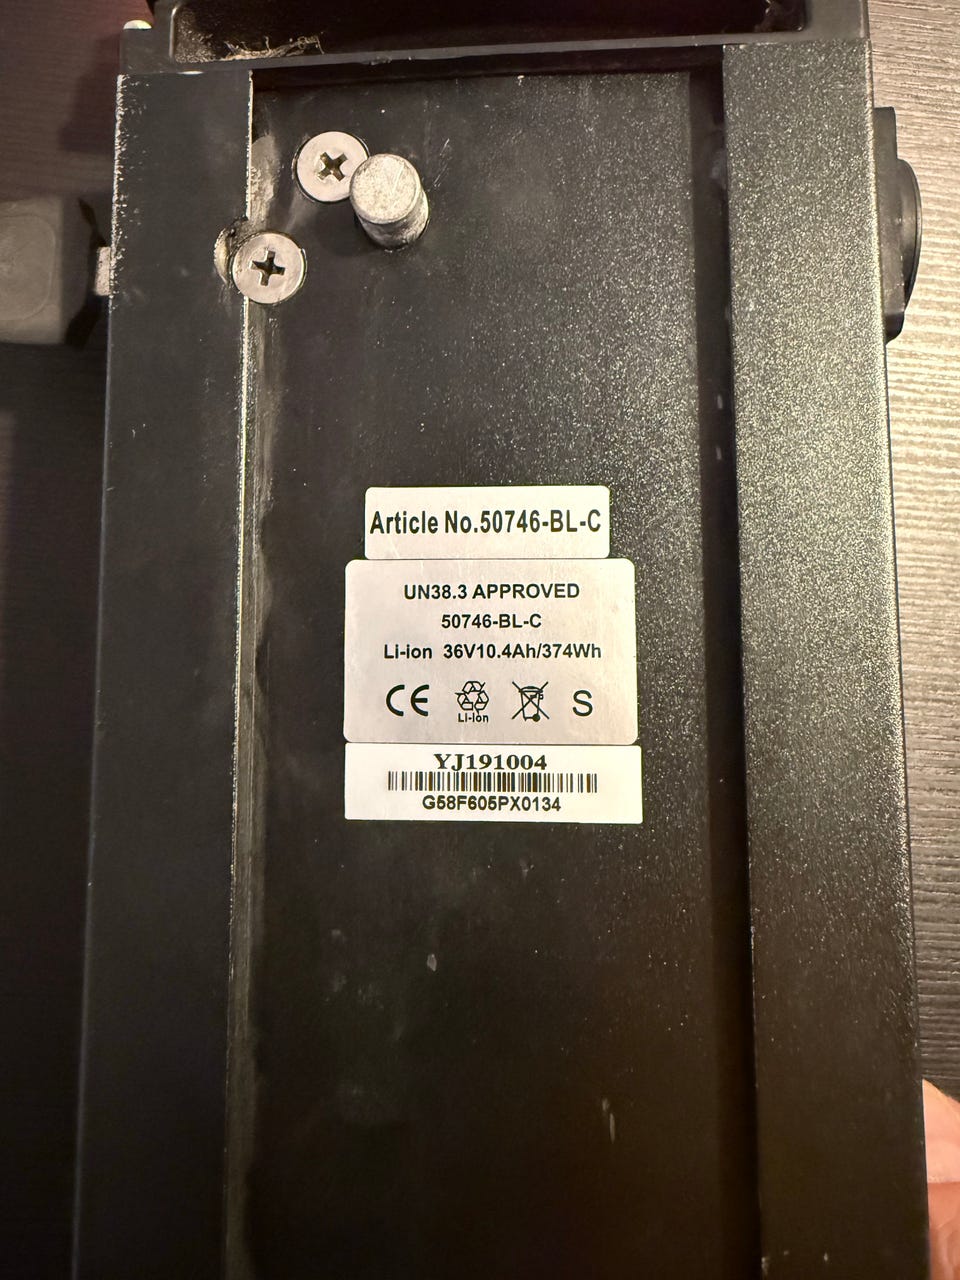 Article No.50746-BL-C
UN38.3 APPROVED
50746-BL-C
Li-ion 36V10.4Ah/374Wh
CE Li-ion S
YJ191004
G58F605PX0134